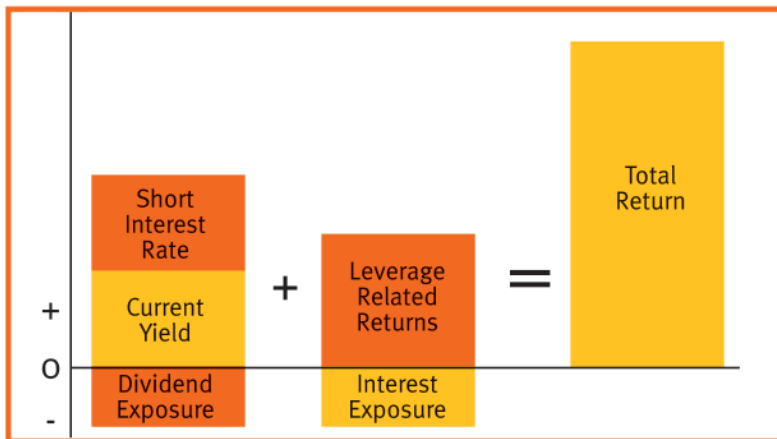 Short
Interest
Rate
Current
Yield
Dividend
Exposure
+
Leverage
Related
Returns
Interest
Exposure
=
Total
Return
+
O
-